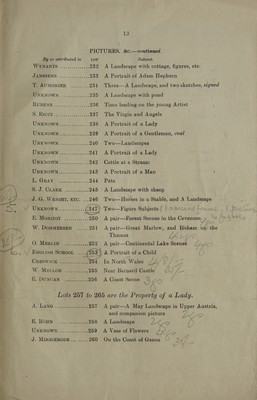 13
PICTURES, &c.—continued
By or attributed to LOT Subject.
WYNANTS 232 A Landscape with cottage, figures, etc.
JANSSENS 233 A Portrait of Adam Hepburn
234 Three—A Landscape, and two sketches, signed
UNKNOWN 235 A Landscape with pond
RUBENS 236 Time leading on the young Artist
S. RICCI 237 The Virgin and Angels
UNKNOWN 238 A Portrait of a Lady
UNKNOWN 239 A Portrait of a Gentleman, oval
UNKNOWN 240 Two—Landscapes
UNKNOWN 241 A Portrait of a Lady
UNKNOWN 242 Cattle at a Stream
UNKNOWN 243 A Portrait of a Man
L. GRAY 244 Pets
S. J. CLARK 245 A Landscape with sheep
J. G. WRIGHT, ETC. 246 Two—Horses in a Stable, and A Landscape
UNKNOWN 247 Two—Figure Subjects
E. MORIDOT 250 A pair—Forest Scenes in the Cevennes
W. DOMMERSEN 251 A pair—Great Marlow, and Hobanc on the
Thames
O. MERLIN 252 A pair—Continental Lake Scenes
ENGLISH SCHOOL 253 A Portrait of a Child
CHESWICK 254 In North Wales
W. MELLOR 255 Near Barnard Castle
E. DUNCAN 256 A Coast Scene
Lots 257 to 265 are the Property of a Lady.
A. LANG 257 A pair—A May Landscape in Upper Austria,
and companion picture
E. HORN 258 A Landscape
UNKNOWN 259 A Vase of Flowers
J. MINNIGERODE 260 On the Coast of Genoa